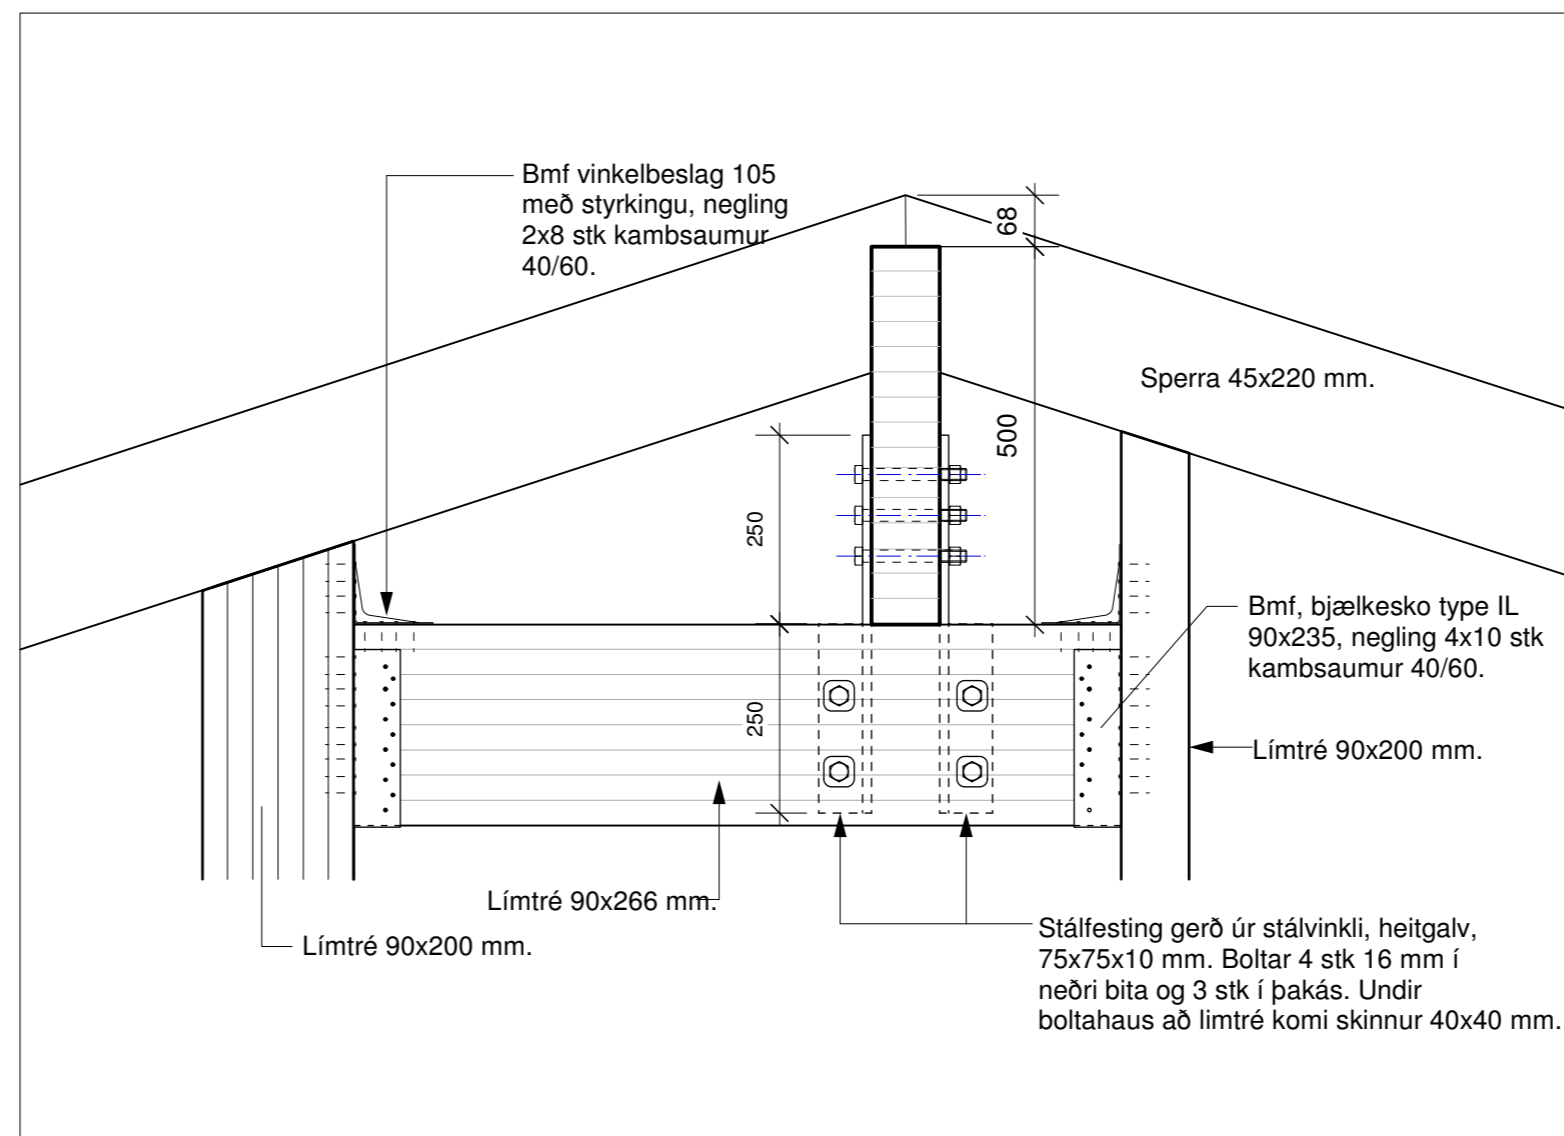 Bmf vinkelbeslag 105
með styrkingu, negling
2x8 stk kambsaumur
40/60.
68
Sperra 45x220 mm.
500
250
Bmf, bjælkesko type IL
90x235, negling 4x10 stk
kambsaumur 40/60.
250
Límtré 90x200 mm.
Límtré 90x266 mm.
Límtré 90x200 mm.
Stálfesting gerð úr stálvinkli, heitgalv,
75x75x10 mm. Boltar 4 stk 16 mm í
neðri bita og 3 stk í þakás. Undir
boltahaus að limtré komi skinnur 40x40 mm.